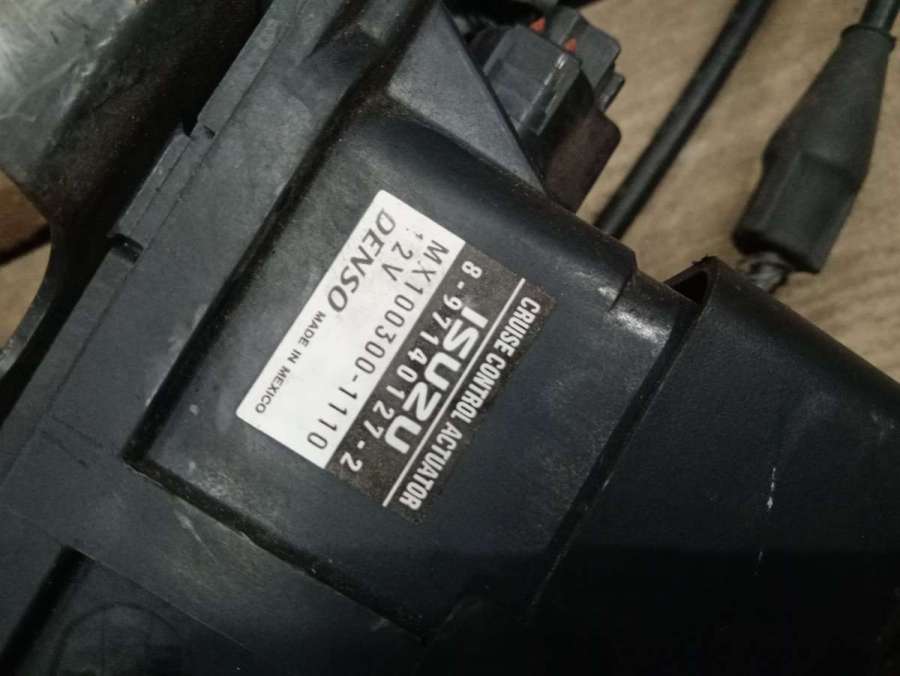 CRUISE CONTROL ACTUATOR
ISUZU
8-97140127-2
MX100300-1110
12V
DENSO MADE IN MEXICO